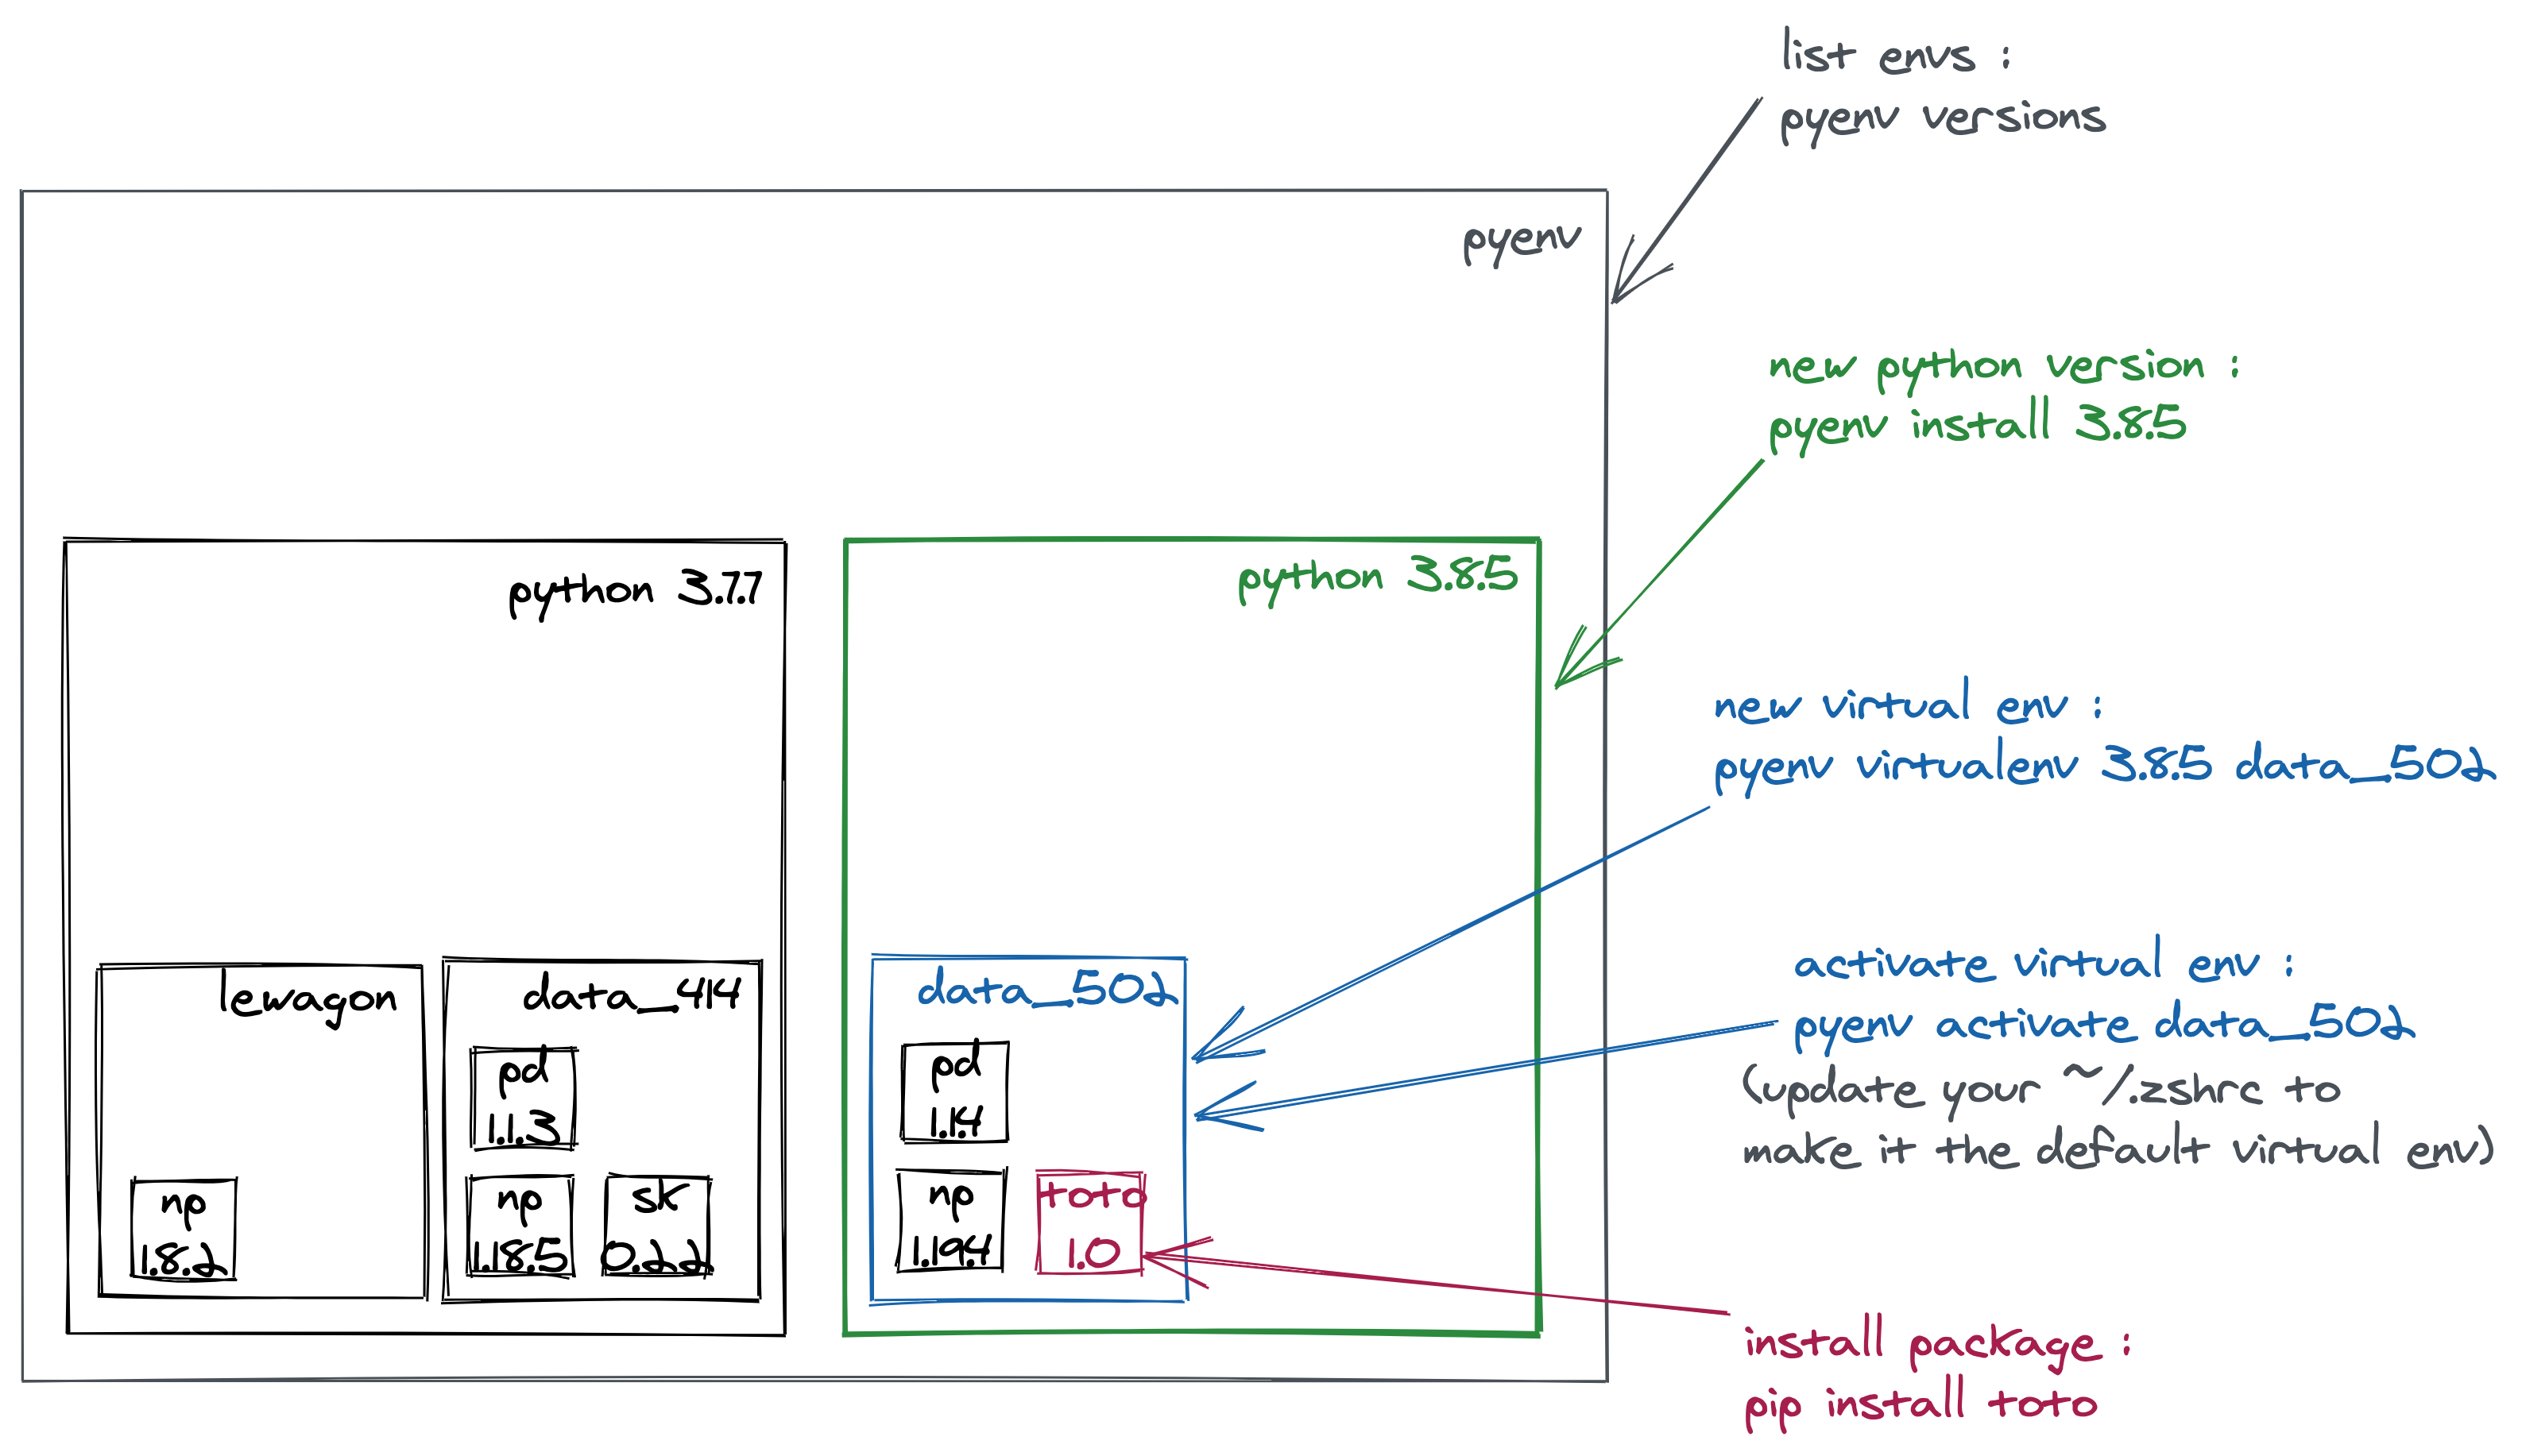 list envs :
pyenv versions
pyenv
new python version :
pyenv install 3.8.5
python 3.7.7
python 3.8.5
new virtual env :
pyenv virtualenv 3.8.5 data_502
lewagon
data_414
data_502
activate virtual env :
pyenv activate data_502
(update your ~/.zshrc to
make it the default virtual env)
np
1.8.2
pd
1.1.3
np
1.18.5
sk
0.22
pd
1.1.4
np
1.19.4
toto
1.0
install package :
pip install toto